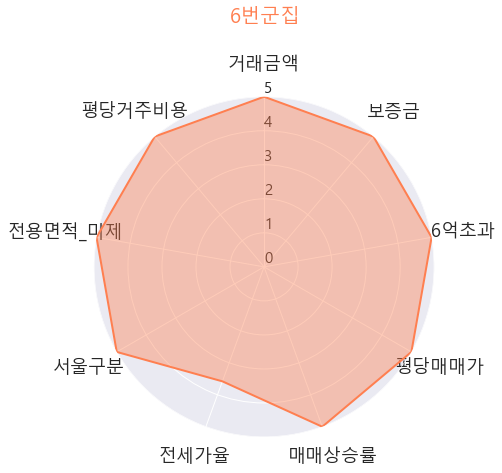 6번군집
거래금액
평당거주비용
보증금
5
4
3
2
1
0
전용면적_미제
6억초과
서울구분
평당매매가
전세가율
매매상승률